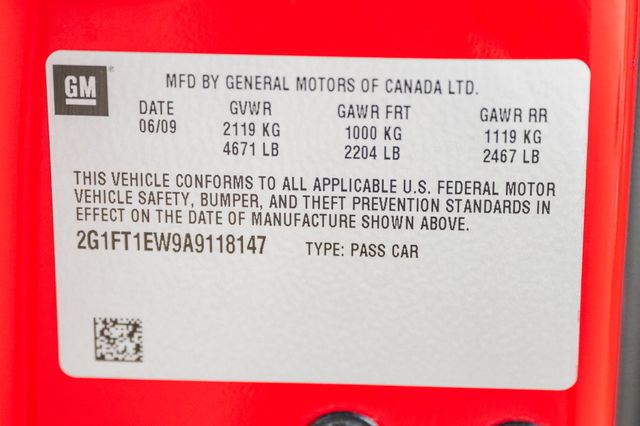 GM MFD BY GENERAL MOTORS OF CANADA LTD.
DATE GVWR GAWR FRT GAWR RR
06/09 2119 KG 1000 KG 1119 KG
4671 LB 2204 LB 2467 LB
THIS VEHICLE CONFORMS TO ALL APPLICABLE U.S. FEDERAL MOTOR
VEHICLE SAFETY, BUMPER, AND THEFT PREVENTION STANDARDS IN
EFFECT ON THE DATE OF MANUFACTURE SHOWN ABOVE.
2G1FT1EW9A9118147 TYPE: PASS CAR